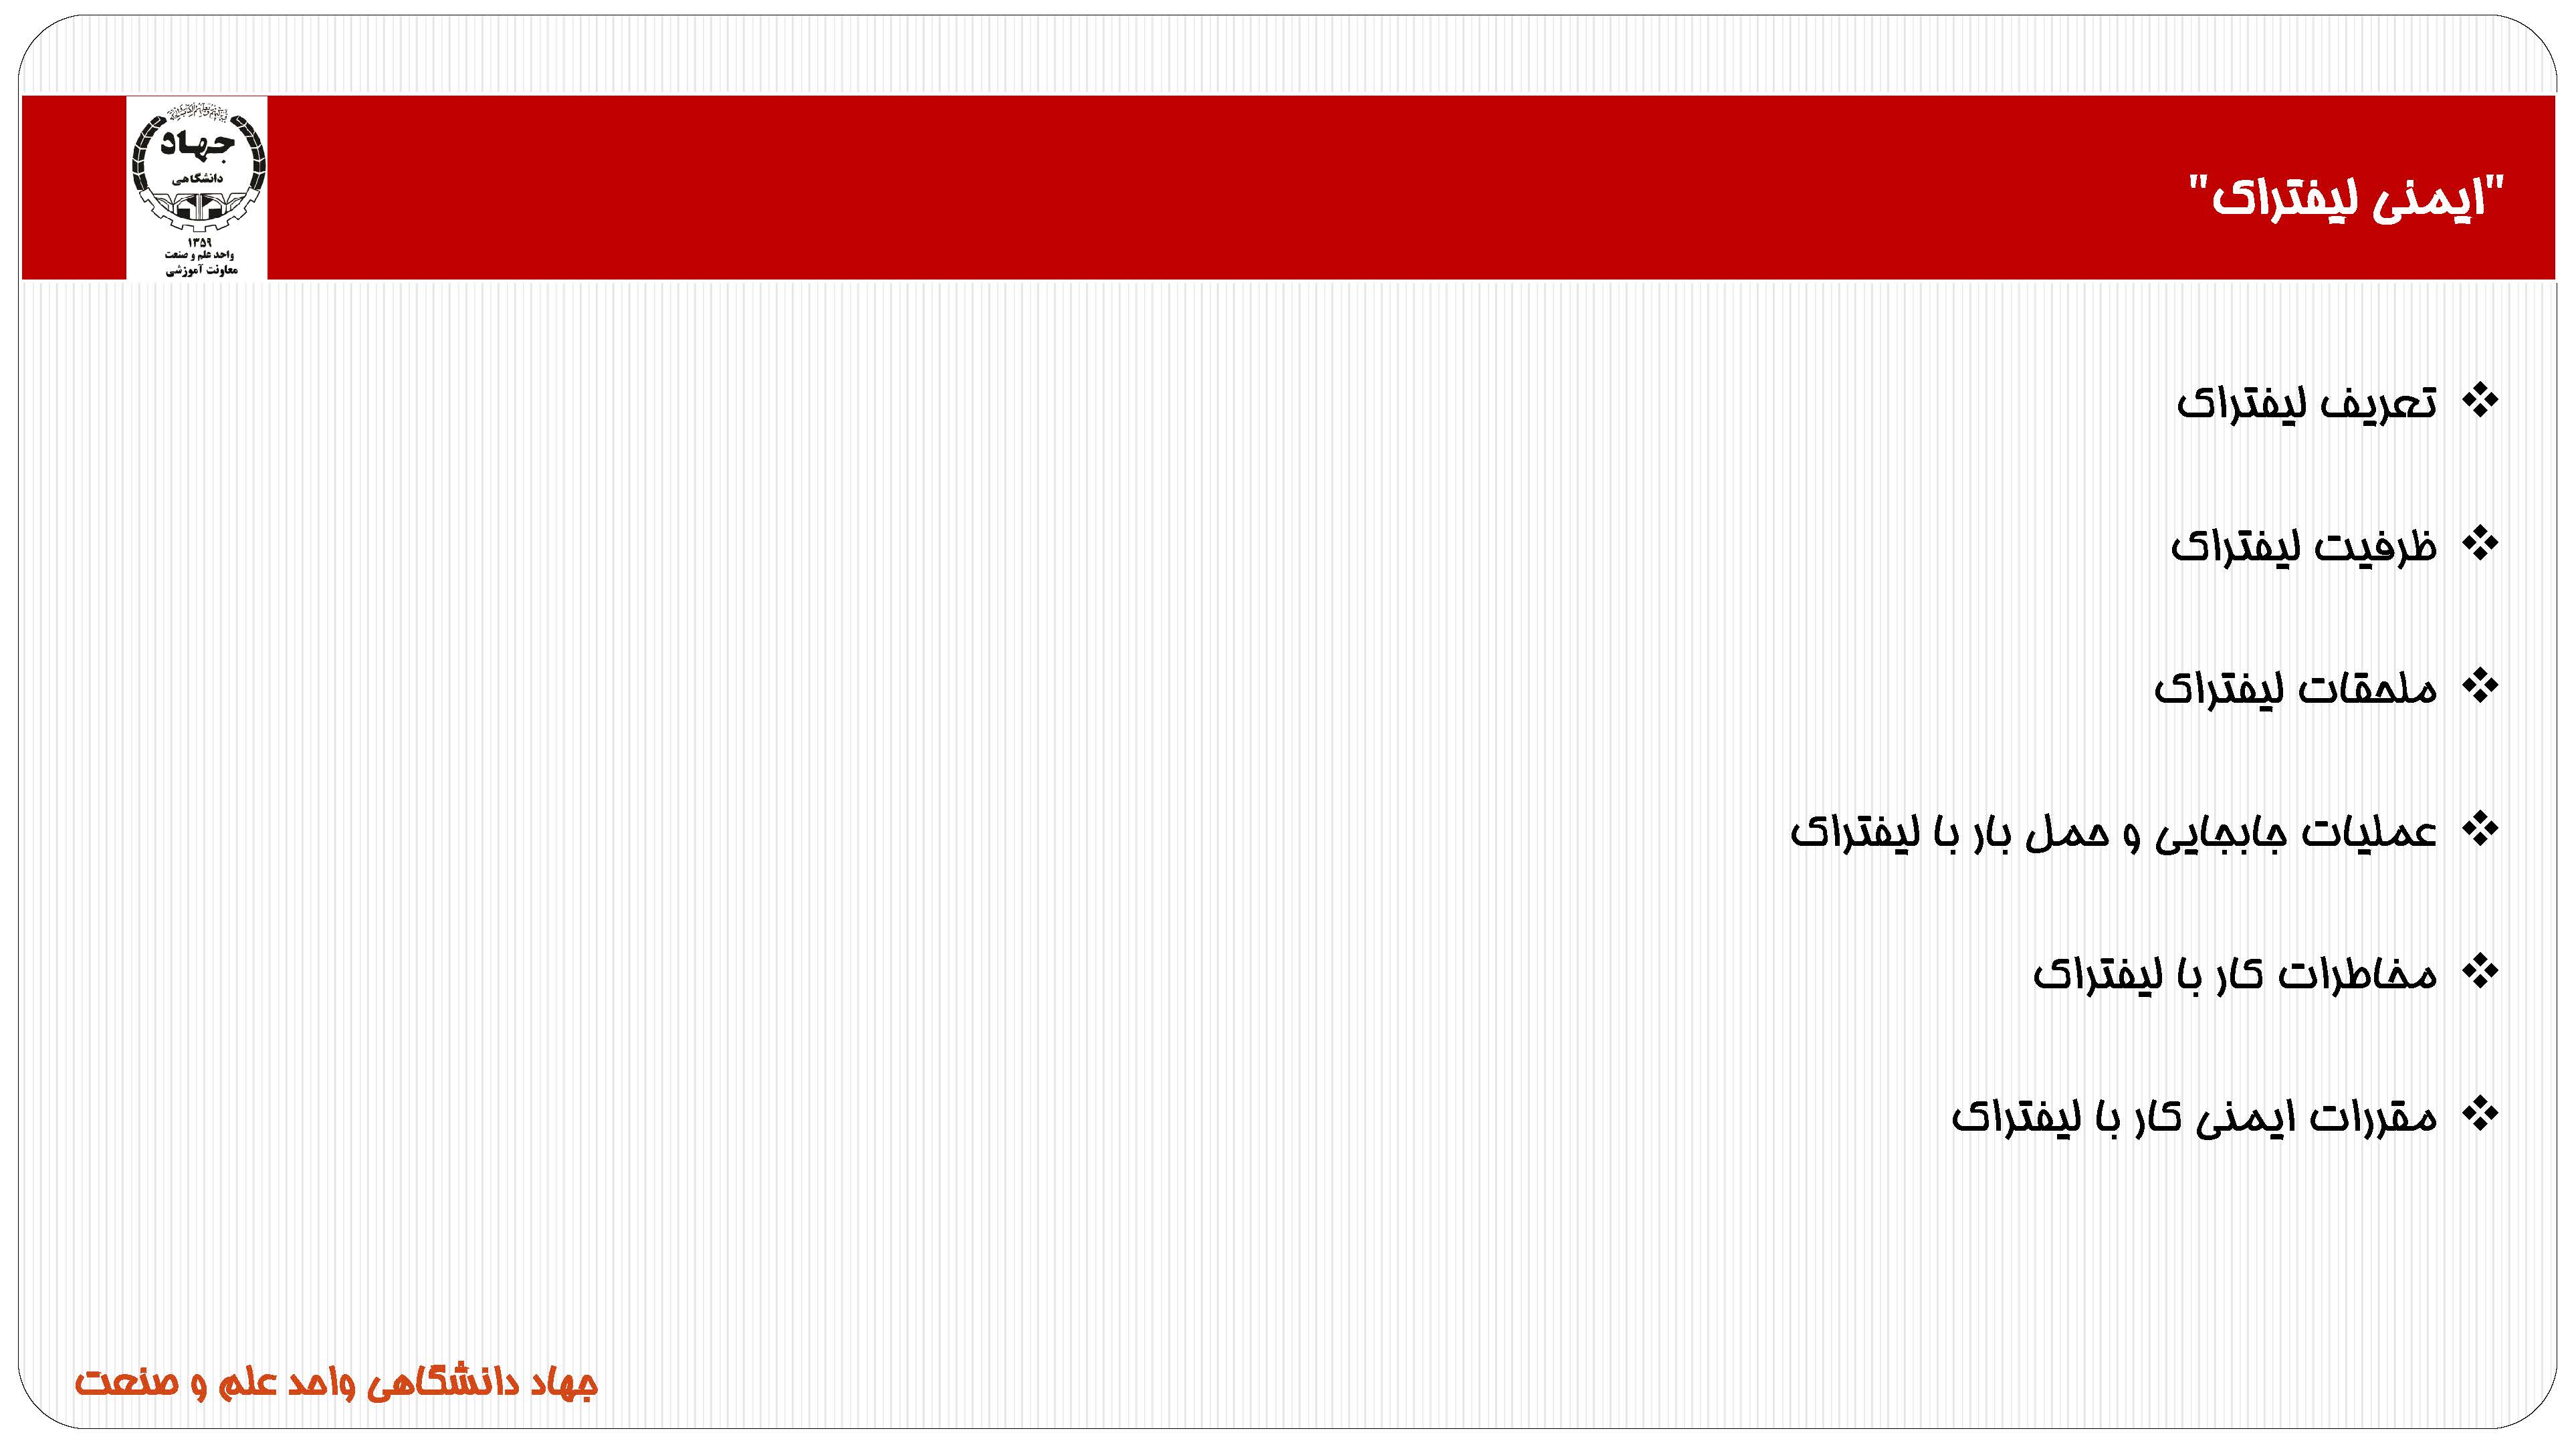 "ایمنی لیفتراک"
جهاد
دانشگاهی
۱۳۵۹
واحد علم و صنعت
معاونت آموزشی
❖ تعریف لیفتراک
❖ ظرفیت لیفتراک
❖ ملحقات لیفتراک
❖ عملیات جابجایی و حمل بار با لیفتراک
❖ مخاطرات کار با لیفتراک
❖ مقررات ایمنی کار با لیفتراک
جهاد دانشگاهی واحد علم و صنعت